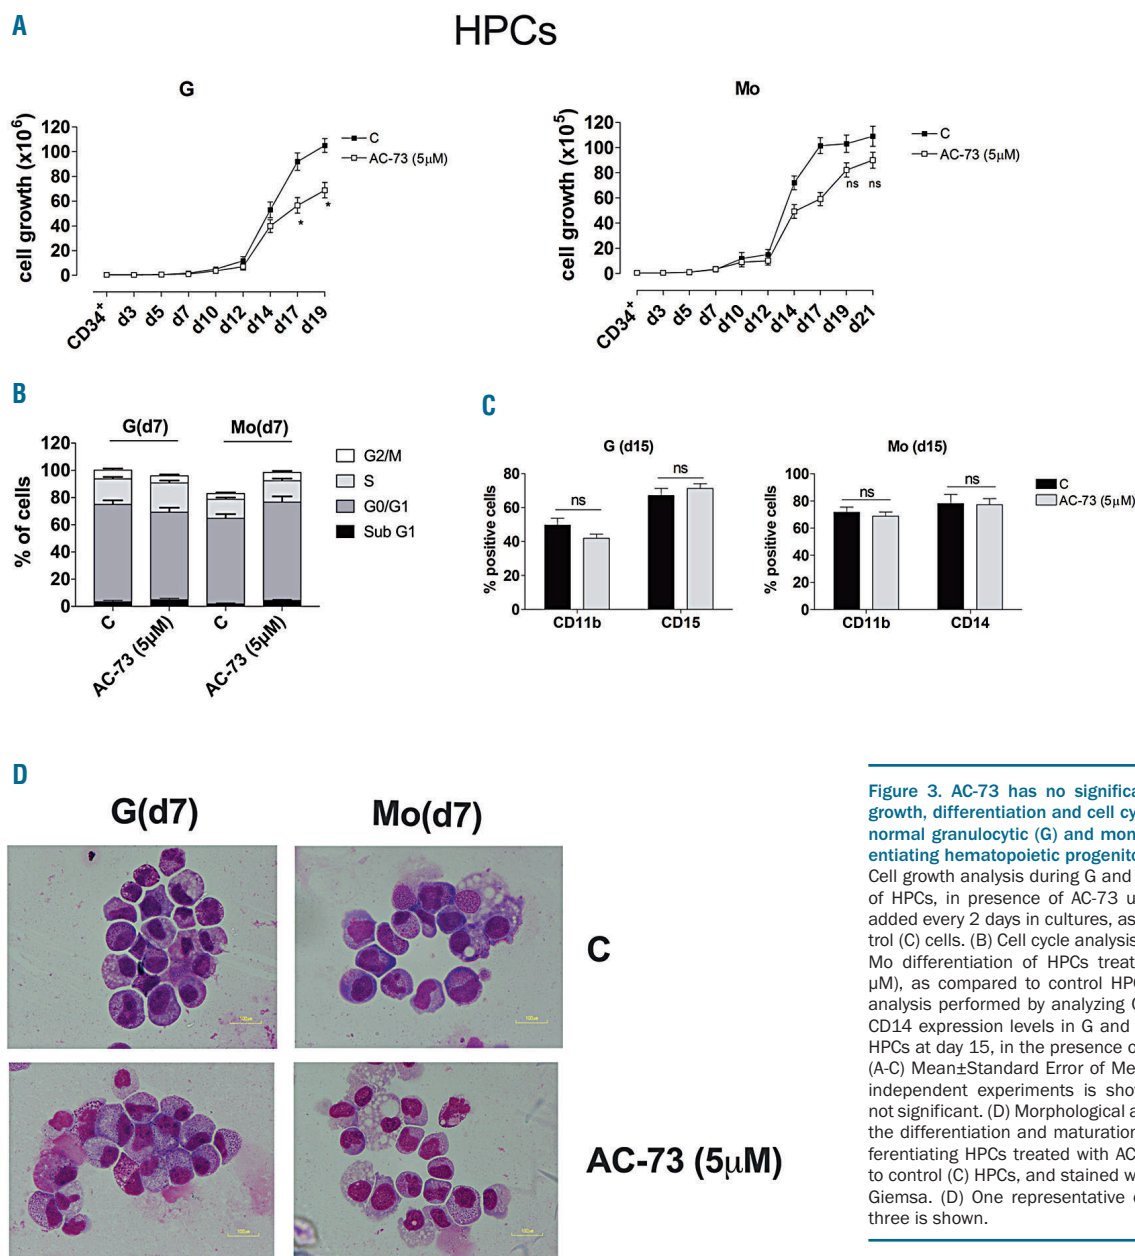 A
HPCs
G
cell growth (x10⁶)
120
100
80
60
40
20
0
C
AC-73 (5μM)
*
*
CD34⁺
d3
d5
d7
d10
d12
d14
d17
d19
Mo
cell growth (x10⁵)
120
100
80
60
40
20
0
C
AC-73 (5μM)
ns
ns
CD34⁺
d3
d5
d7
d10
d12
d14
d17
d19
d21
B
G(d7)
Mo(d7)
% of cells
120
100
80
60
40
20
0
G2/M
S
G0/G1
Sub G1
C
AC-73 (5μM)
C
AC-73 (5μM)
C
G (d15)
% positive cells
80
60
40
20
0
ns
ns
CD11b
CD15
Mo (d15)
% positive cells
100
80
60
40
20
0
ns
ns
CD11b
CD14
C
AC-73 (5μM)
D
G(d7)
Mo(d7)
C
AC-73 (5μM)
Figure 3. AC-73 has no significa
growth, differentiation and cell cy
normal granulocytic (G) and mon
entiating hematopoietic progenito
Cell growth analysis during G and
of HPCs, in presence of AC-73 u
added every 2 days in cultures, as
trol (C) cells. (B) Cell cycle analysis
Mo differentiation of HPCs treat
μM), as compared to control HPC
analysis performed by analyzing C
CD14 expression levels in G and
HPCs at day 15, in the presence o
(A-C) Mean±Standard Error of Me
independent experiments is show
not significant. (D) Morphological a
the differentiation and maturation
ferentiating HPCs treated with AC
to control (C) HPCs, and stained w
Giemsa. (D) One representative e
three is shown.